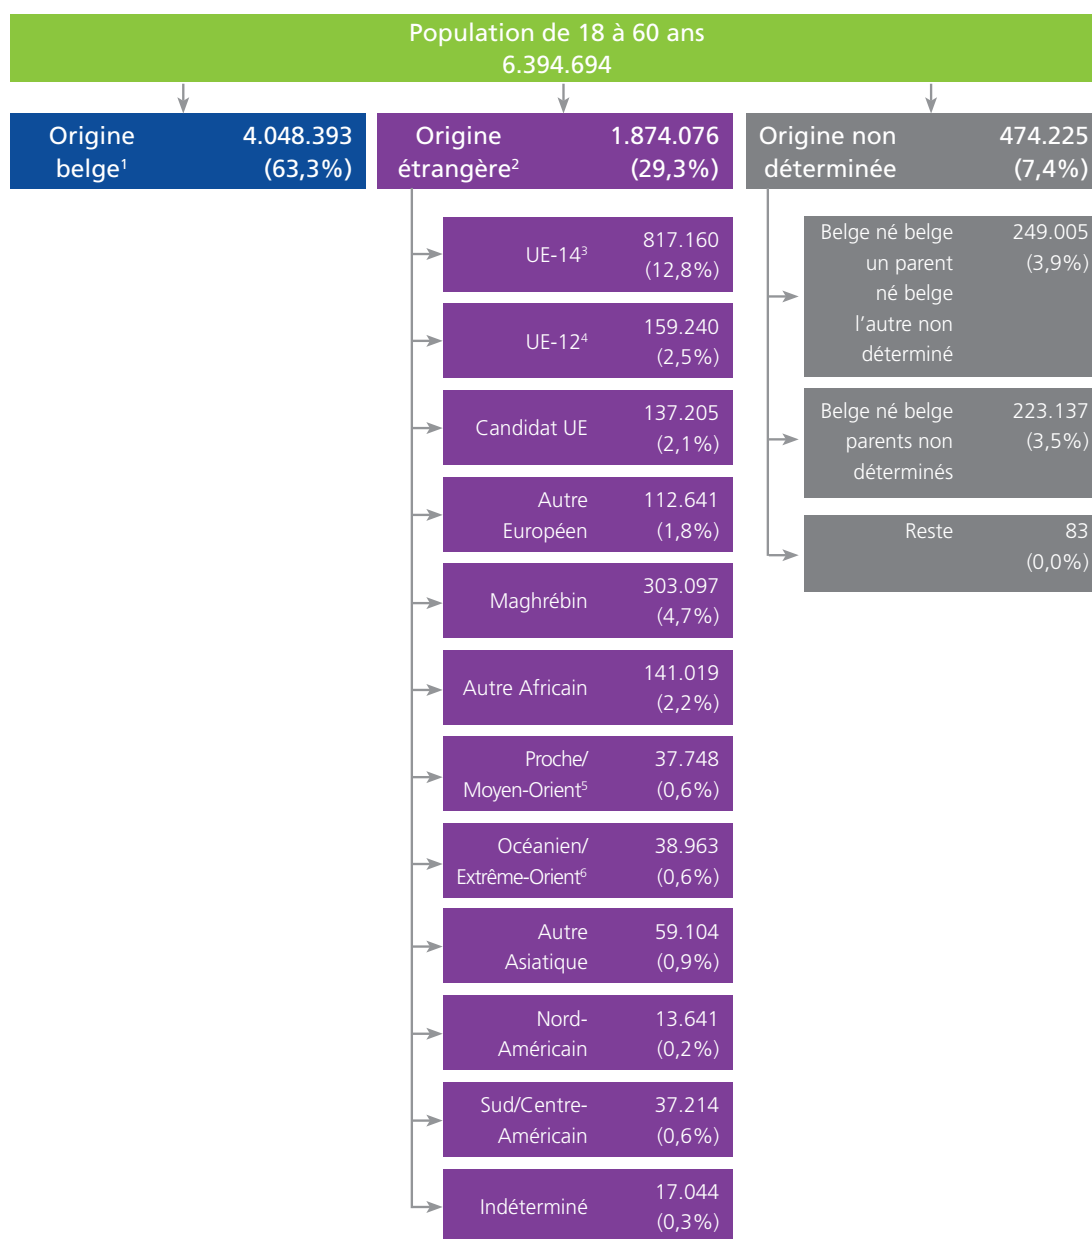 Population de 18 à 60 ans
6.394.694
Origine belge¹
4.048.393
(63,3%)
Origine étrangère²
1.874.076
(29,3%)
Origine non déterminée
474.225
(7,4%)
UE-14³
817.160
(12,8%)
UE-12⁴
159.240
(2,5%)
Candidat UE
137.205
(2,1%)
Autre
Européen
112.641
(1,8%)
Maghrébin
303.097
(4,7%)
Autre Africain
141.019
(2,2%)
Proche/
Moyen-Orient⁵
37.748
(0,6%)
Océanien/
Extrême-Orient⁶
38.963
(0,6%)
Autre
Asiatique
59.104
(0,9%)
Nord-
Américain
13.641
(0,2%)
Sud/Centre-
Américain
37.214
(0,6%)
Indéterminé
17.044
(0,3%)
Belge né belge
un parent
né belge
l'autre non
déterminé
249.005
(3,9%)
Belge né belge
parents non
déterminés
223.137
(3,5%)
Reste
83
(0,0%)